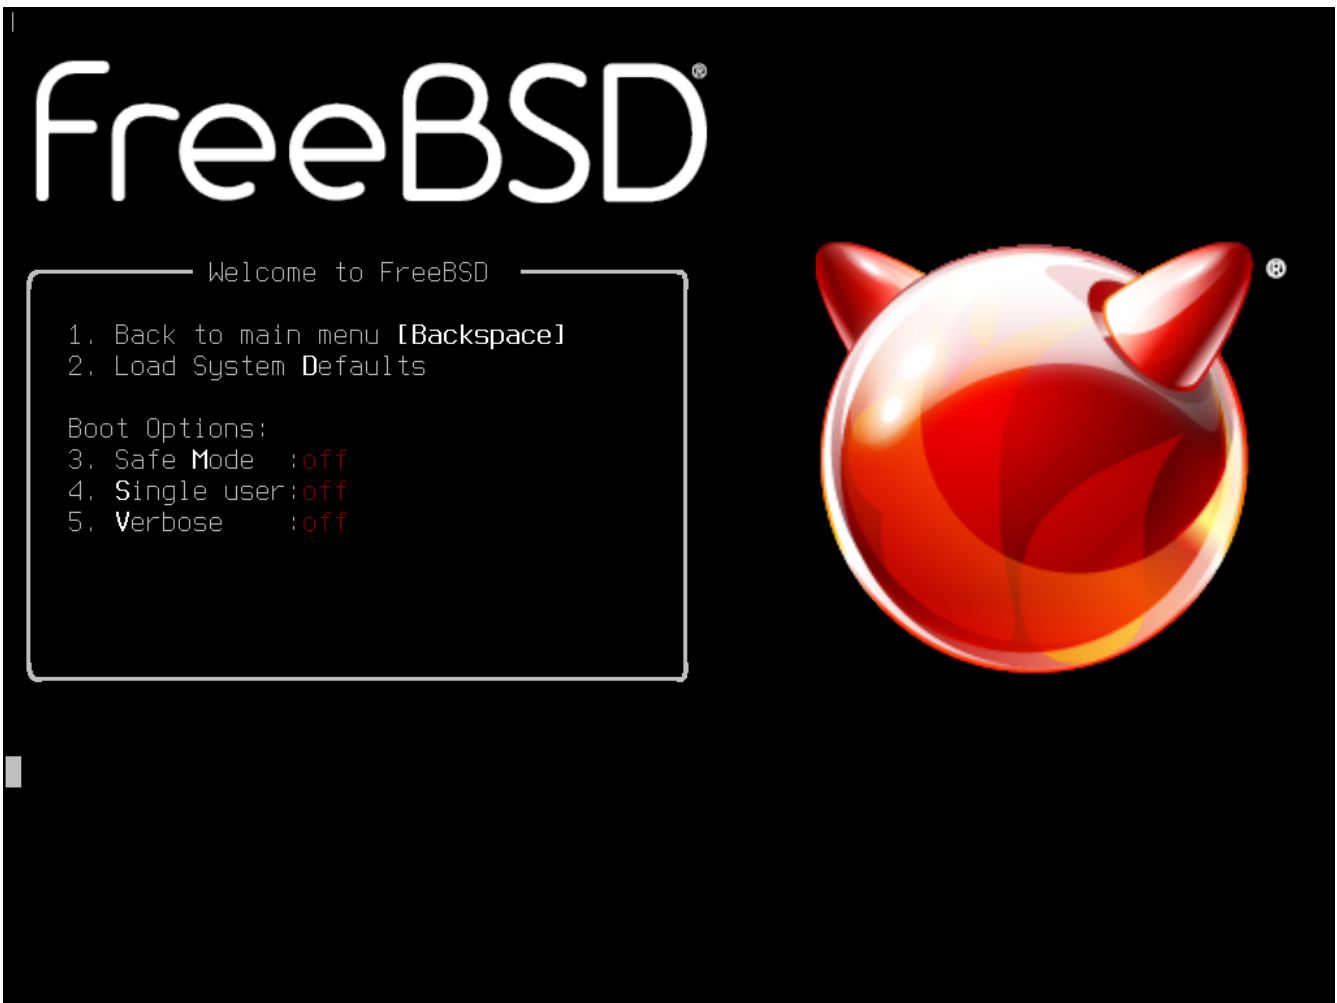 FreeBSD®
Welcome to FreeBSD
1. Back to main menu [Backspace]
2. Load System Defaults
Boot Options:
3. Safe Mode  :off
4. Single user:off
5. Verbose    :off
®